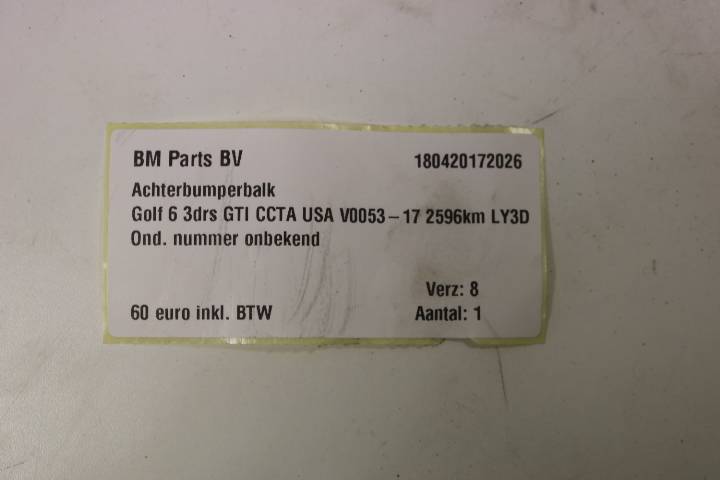 BM Parts BV 180420172026
Achterbumperbalk
Golf 6 3drs GTI CCTA USA V0053-17 2596km LY3D
Ond. nummer onbekend
Verz: 8
60 euro inkl. BTW Aantal: 1